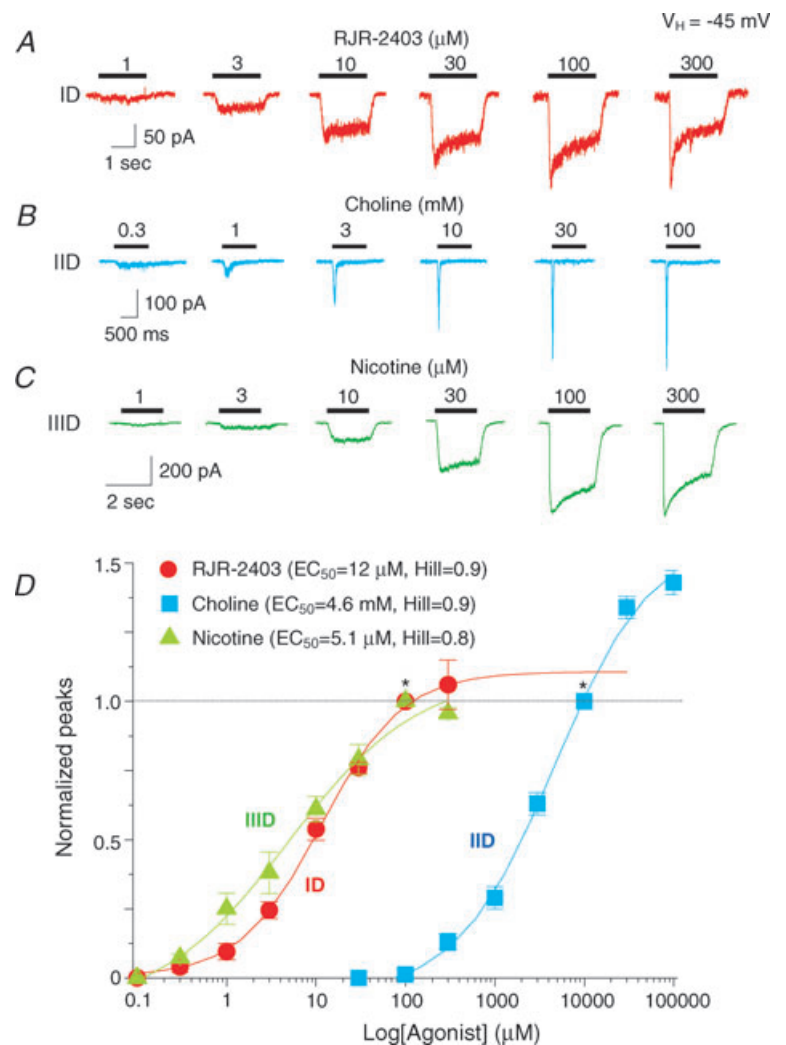 A
RJR-2403 (μM)
V_H = -45 mV
1 3 10 30 100 300
ID
50 pA
1 sec
B
Choline (mM)
0.3 1 3 10 30 100
IID
100 pA
500 ms
C
Nicotine (μM)
1 3 10 30 100 300
IIID
200 pA
2 sec
D
1.5
RJR-2403 (EC₅₀=12 μM, Hill=0.9)
Choline (EC₅₀=4.6 mM, Hill=0.9)
Nicotine (EC₅₀=5.1 μM, Hill=0.8)
* *
1.0
Normalized peaks
IIID
IID
0.5
ID
0
0.1 1 10 100 1000 10000 100000
Log[Agonist] (μM)